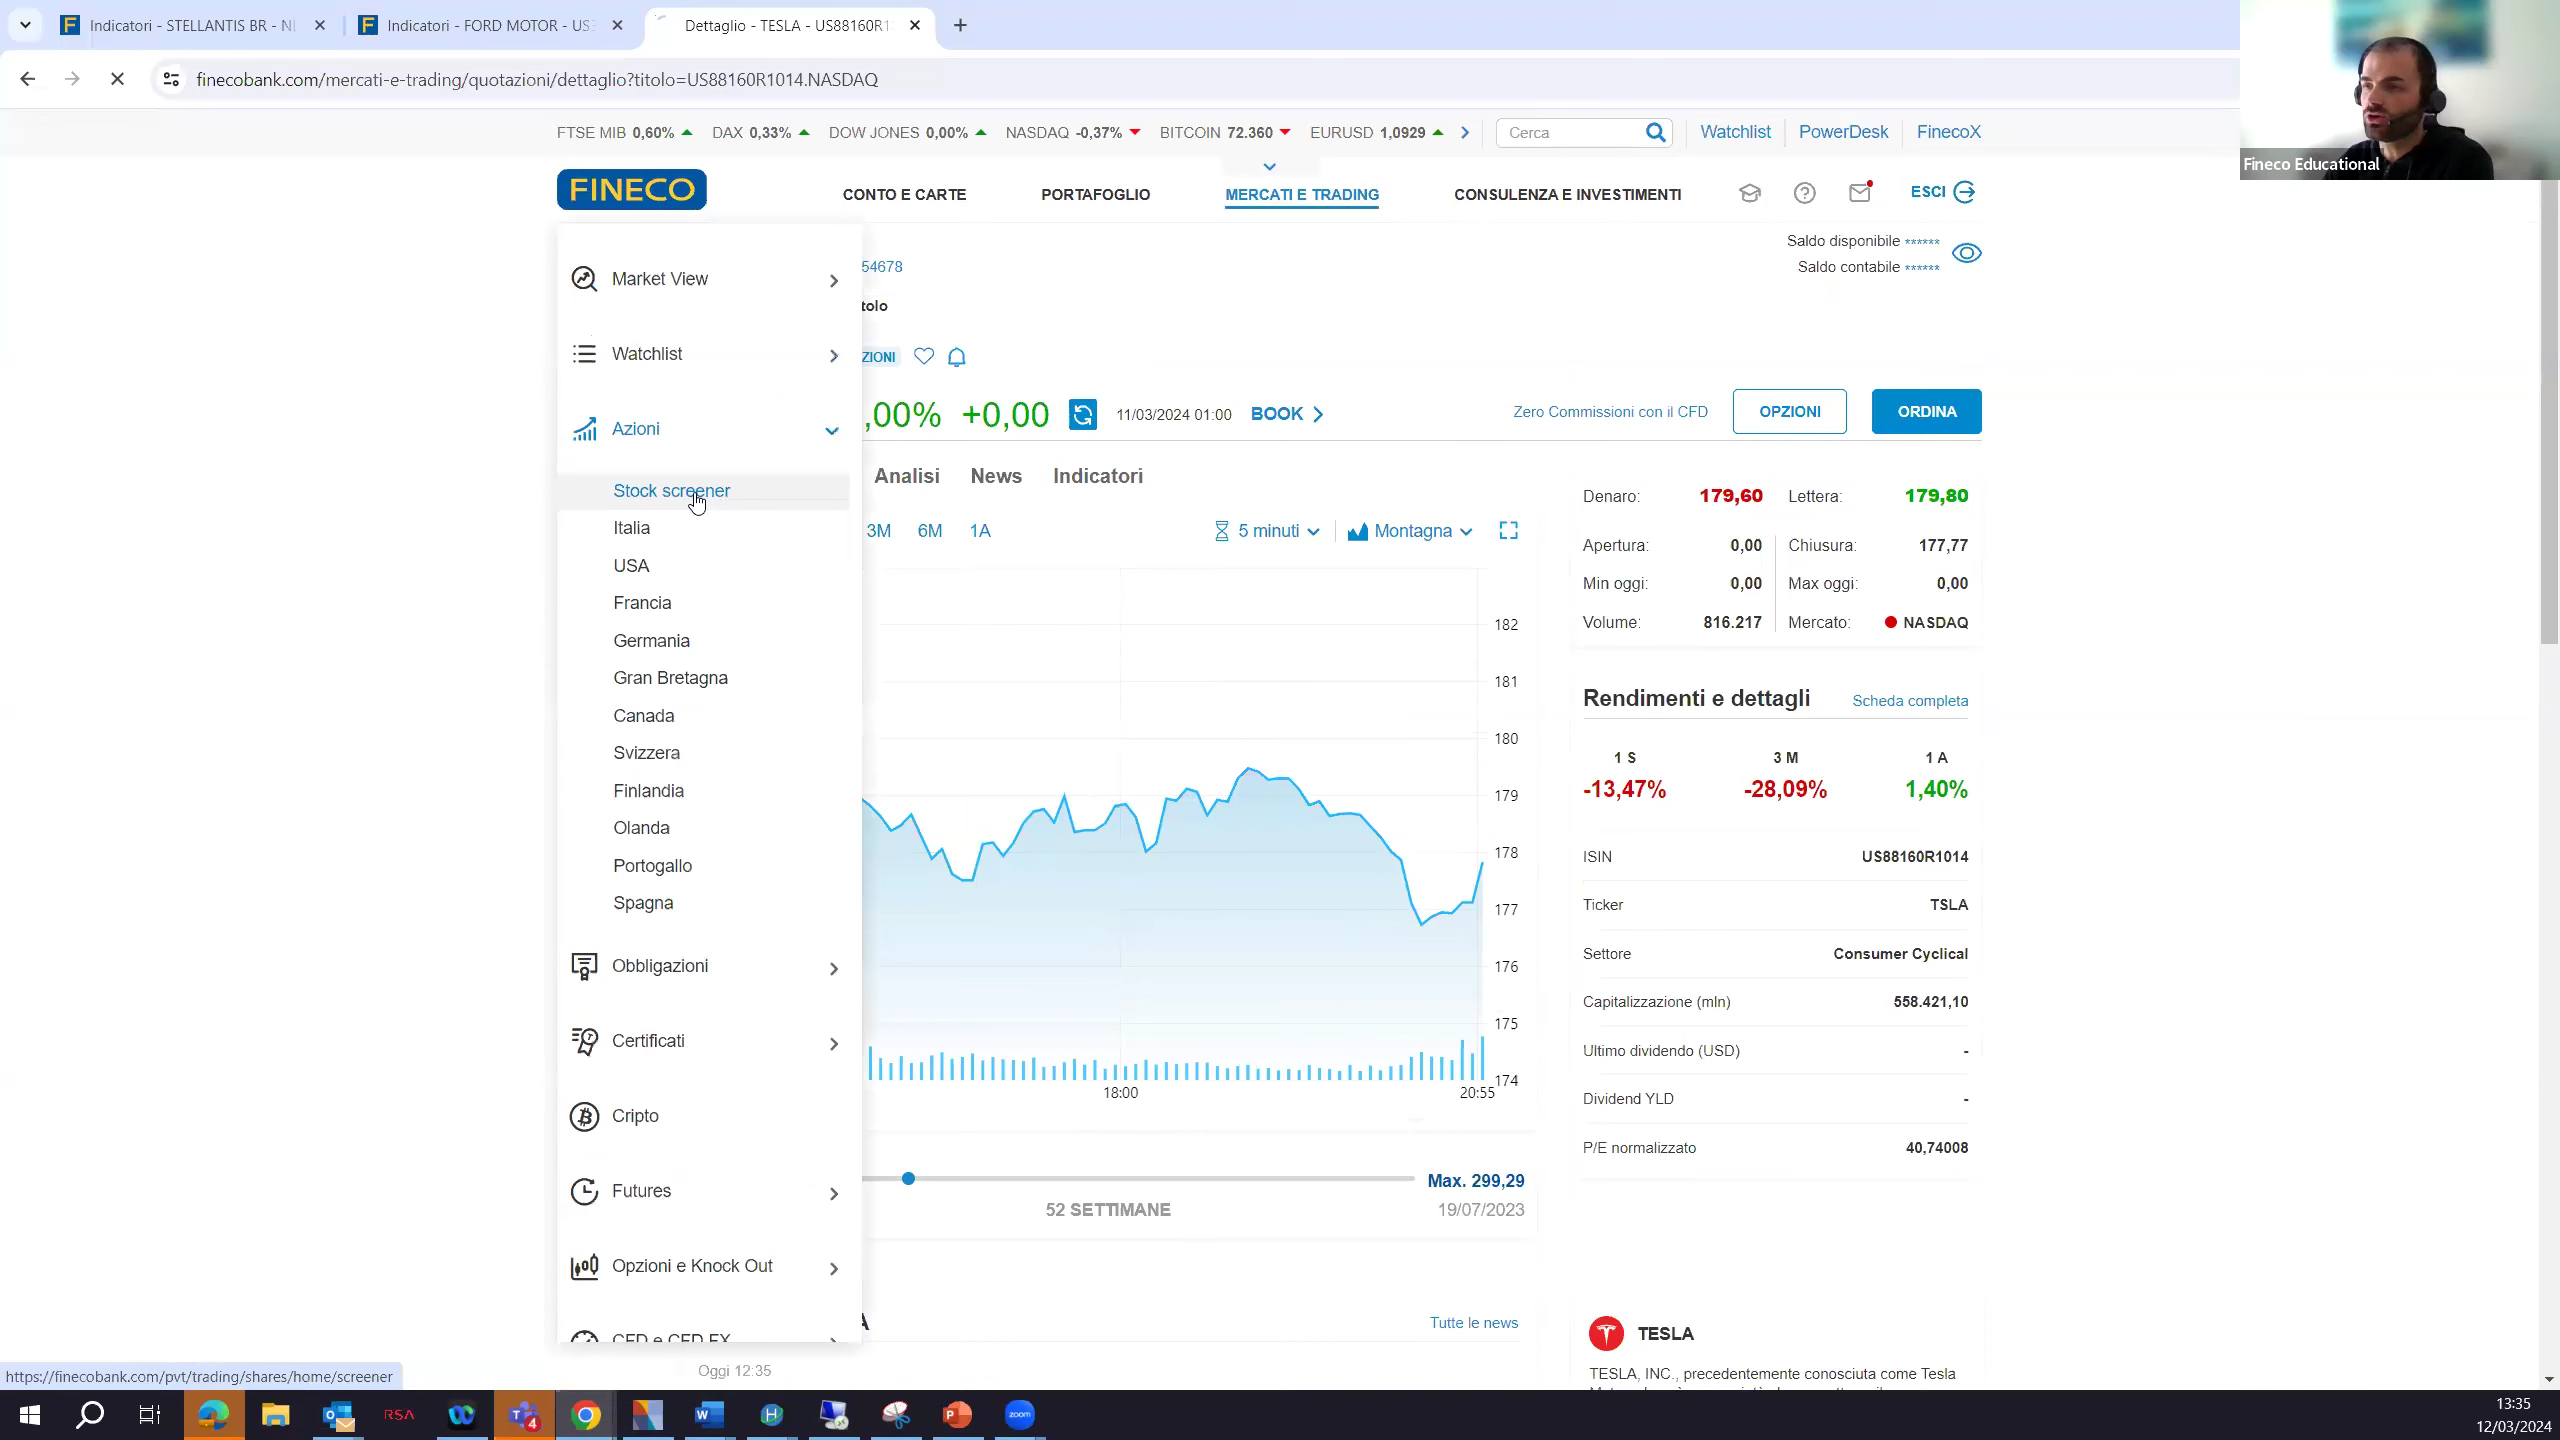 Indicatori - STELLANTIS BR - NL
Indicatori - FORD MOTOR - US3
Dettaglio - TESLA - US88160R1
finecobank.com/mercati-e-trading/quotazioni/dettaglio?titolo=US88160R1014.NASDAQ
FTSE MIB 0,60% DAX 0,33% DOW JONES 0,00% NASDAQ -0,37% BITCOIN 72.360 EURUSD 1,0929
Cerca
Watchlist
PowerDesk
FinecoX
Fineco Educational
FINECO
CONTO E CARTE
PORTAFOGLIO
MERCATI E TRADING
CONSULENZA E INVESTIMENTI
ESCI
Saldo disponibile ******
Saldo contabile ******
54678
tolo
ZIONI
,00% +0,00
11/03/2024 01:00
BOOK
Zero Commissioni con il CFD
OPZIONI
ORDINA
Market View
Watchlist
Azioni
Stock screener
Italia
USA
Francia
Germania
Gran Bretagna
Canada
Svizzera
Finlandia
Olanda
Portogallo
Spagna
Obbligazioni
Certificati
Cripto
Futures
Opzioni e Knock Out
CFD e CFD FX
Analisi
News
Indicatori
3M
6M
1A
5 minuti
Montagna
182
181
180
179
178
177
176
175
174
18:00
20:55
Max. 299,29
52 SETTIMANE
19/07/2023
A
Tutte le news
Oggi 12:35
Denaro: 179,60 Lettera: 179,80
Apertura: 0,00 Chiusura: 177,77
Min oggi: 0,00 Max oggi: 0,00
Volume: 816.217 Mercato: NASDAQ
Rendimenti e dettagli
Scheda completa
1 S 3 M 1 A
-13,47% -28,09% 1,40%
ISIN US88160R1014
Ticker TSLA
Settore Consumer Cyclical
Capitalizzazione (mln) 558.421,10
Ultimo dividendo (USD) -
Dividend YLD -
P/E normalizzato 40,74008
TESLA
TESLA, INC., precedentemente conosciuta come Tesla
https://finecobank.com/pvt/trading/shares/home/screener
RSA
4
zoom
13:35
12/03/2024